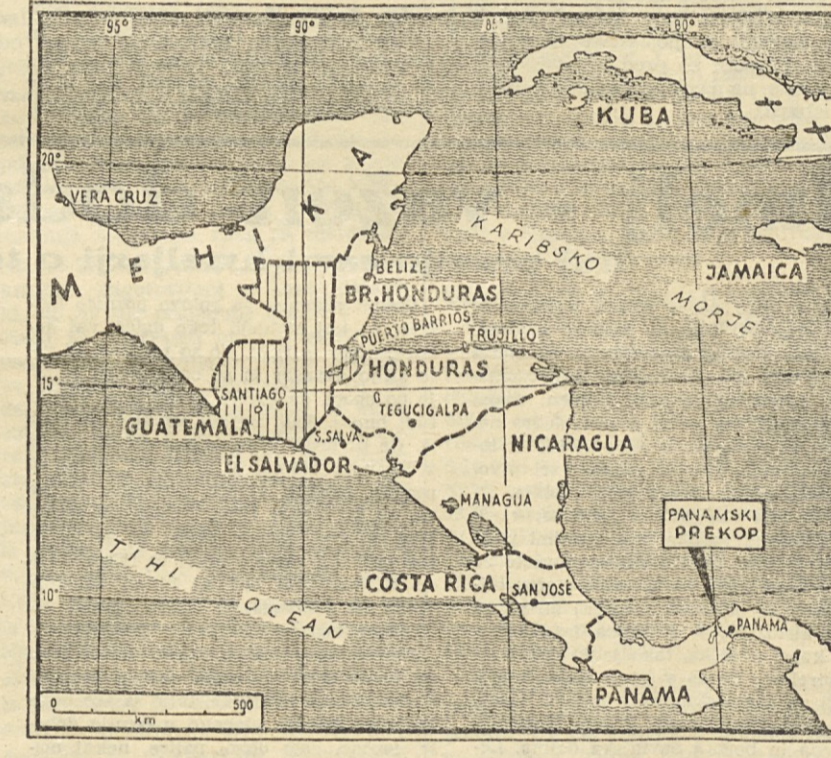 95°
90°
85°
80°
KUBA
20°
VERA CRUZ
MEHIKA
KARIBSKO
MORJE
JAMAICA
BELIZE
BR. HONDURAS
PUERTO BARRIOS
TRUJILLO
HONDURAS
15°
SANTIAGO
TEGUCIGALPA
GUATEMALA
S. SALVA.
EL SALVADOR
NICARAGUA
MANAGUA
PANAMSKI
PREKOP
TIHI
OCEAN
COSTA RICA
SAN JOSÉ
10°
PANAMA
PANAMA
0 500
km